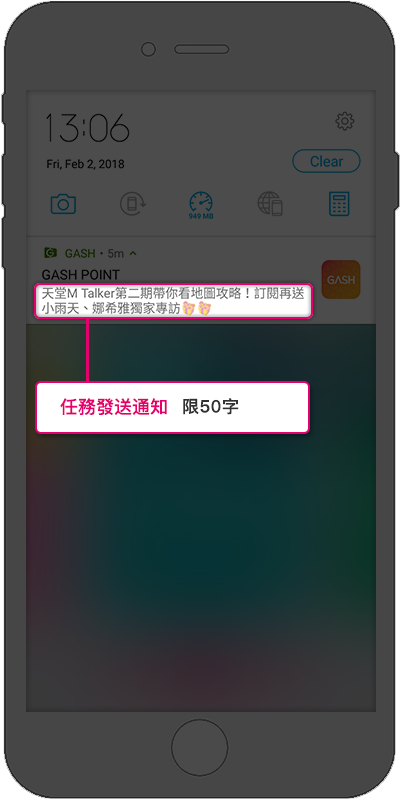 13:06
Fri, Feb 2, 2018
Clear
949 MB
GASH • 5m
GASH POINT
GASH
天堂M Talker第二期帶你看地圖攻略！訂閱再送
小雨天、娜希雅獨家專訪
任務發送通知 限50字